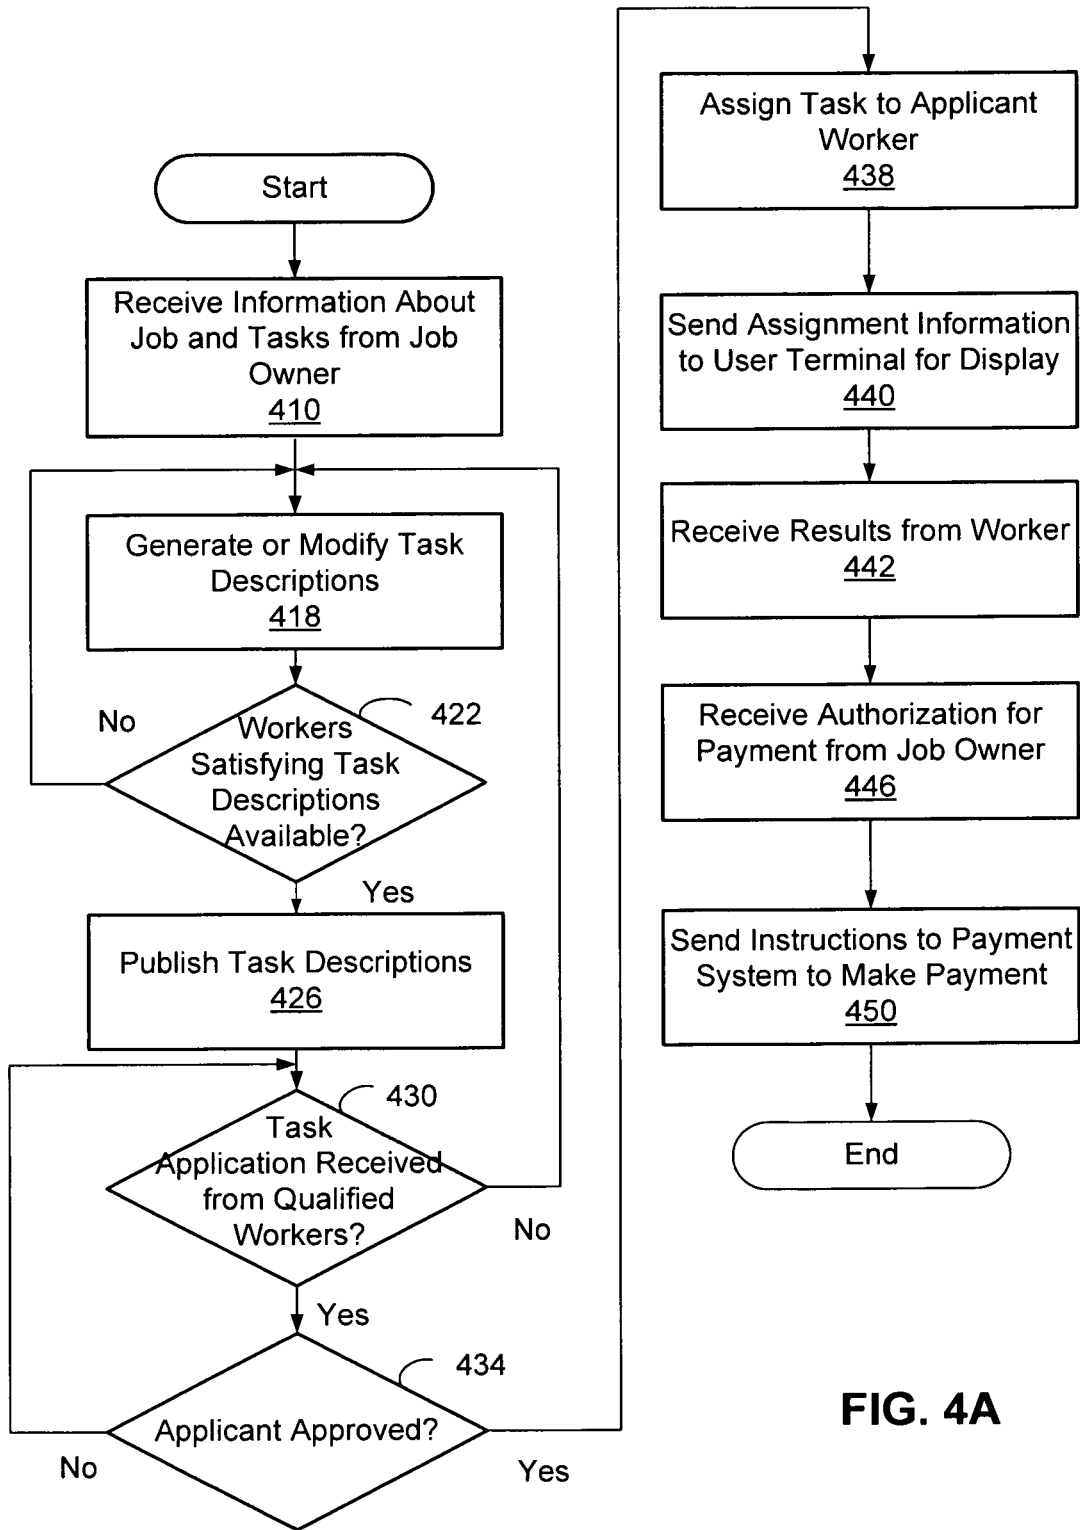 Start
Receive Information About
Job and Tasks from Job
Owner
410
Generate or Modify Task
Descriptions
418
No
422
Workers
Satisfying Task
Descriptions
Available?
Yes
Publish Task Descriptions
426
430
Task
Application Received
from Qualified
Workers?
No
Yes
434
Applicant Approved?
No
Yes
Assign Task to Applicant
Worker
438
Send Assignment Information
to User Terminal for Display
440
Receive Results from Worker
442
Receive Authorization for
Payment from Job Owner
446
Send Instructions to Payment
System to Make Payment
450
End
FIG. 4A